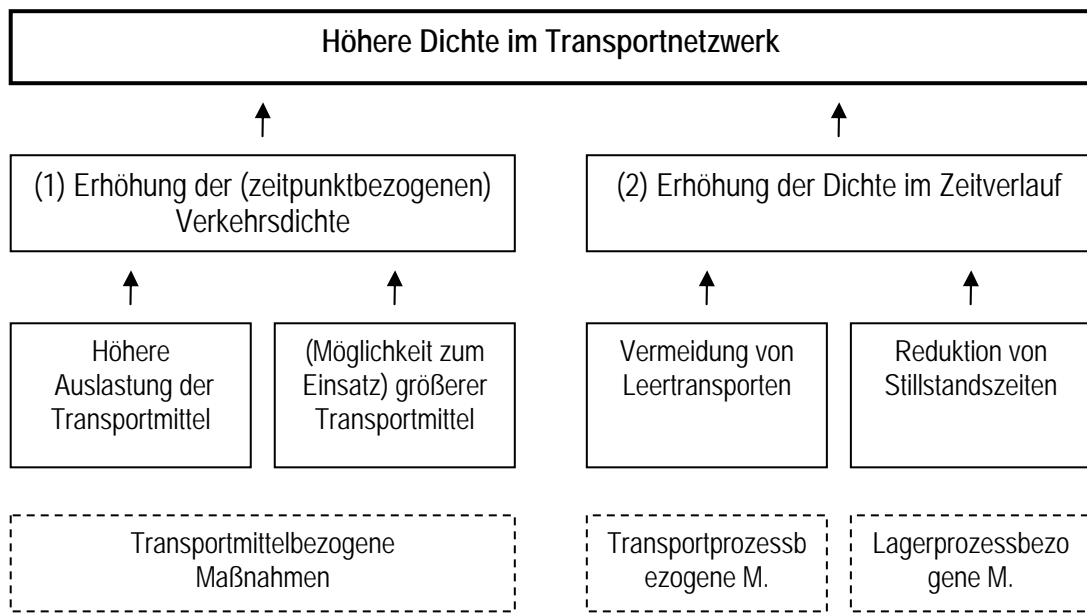 Höhere Dichte im Transportnetzwerk
(1) Erhöhung der (zeitpunktbezogenen)
Verkehrsdichte
(2) Erhöhung der Dichte im Zeitverlauf
Höhere
Auslastung der
Transportmittel
(Möglichkeit zum
Einsatz) größerer
Transportmittel
Vermeidung von
Leertransporten
Reduktion von
Stillstandszeiten
Transportmittelbezogene
Maßnahmen
Transportprozessb
ezogene M.
Lagerprozessbezo
gene M.